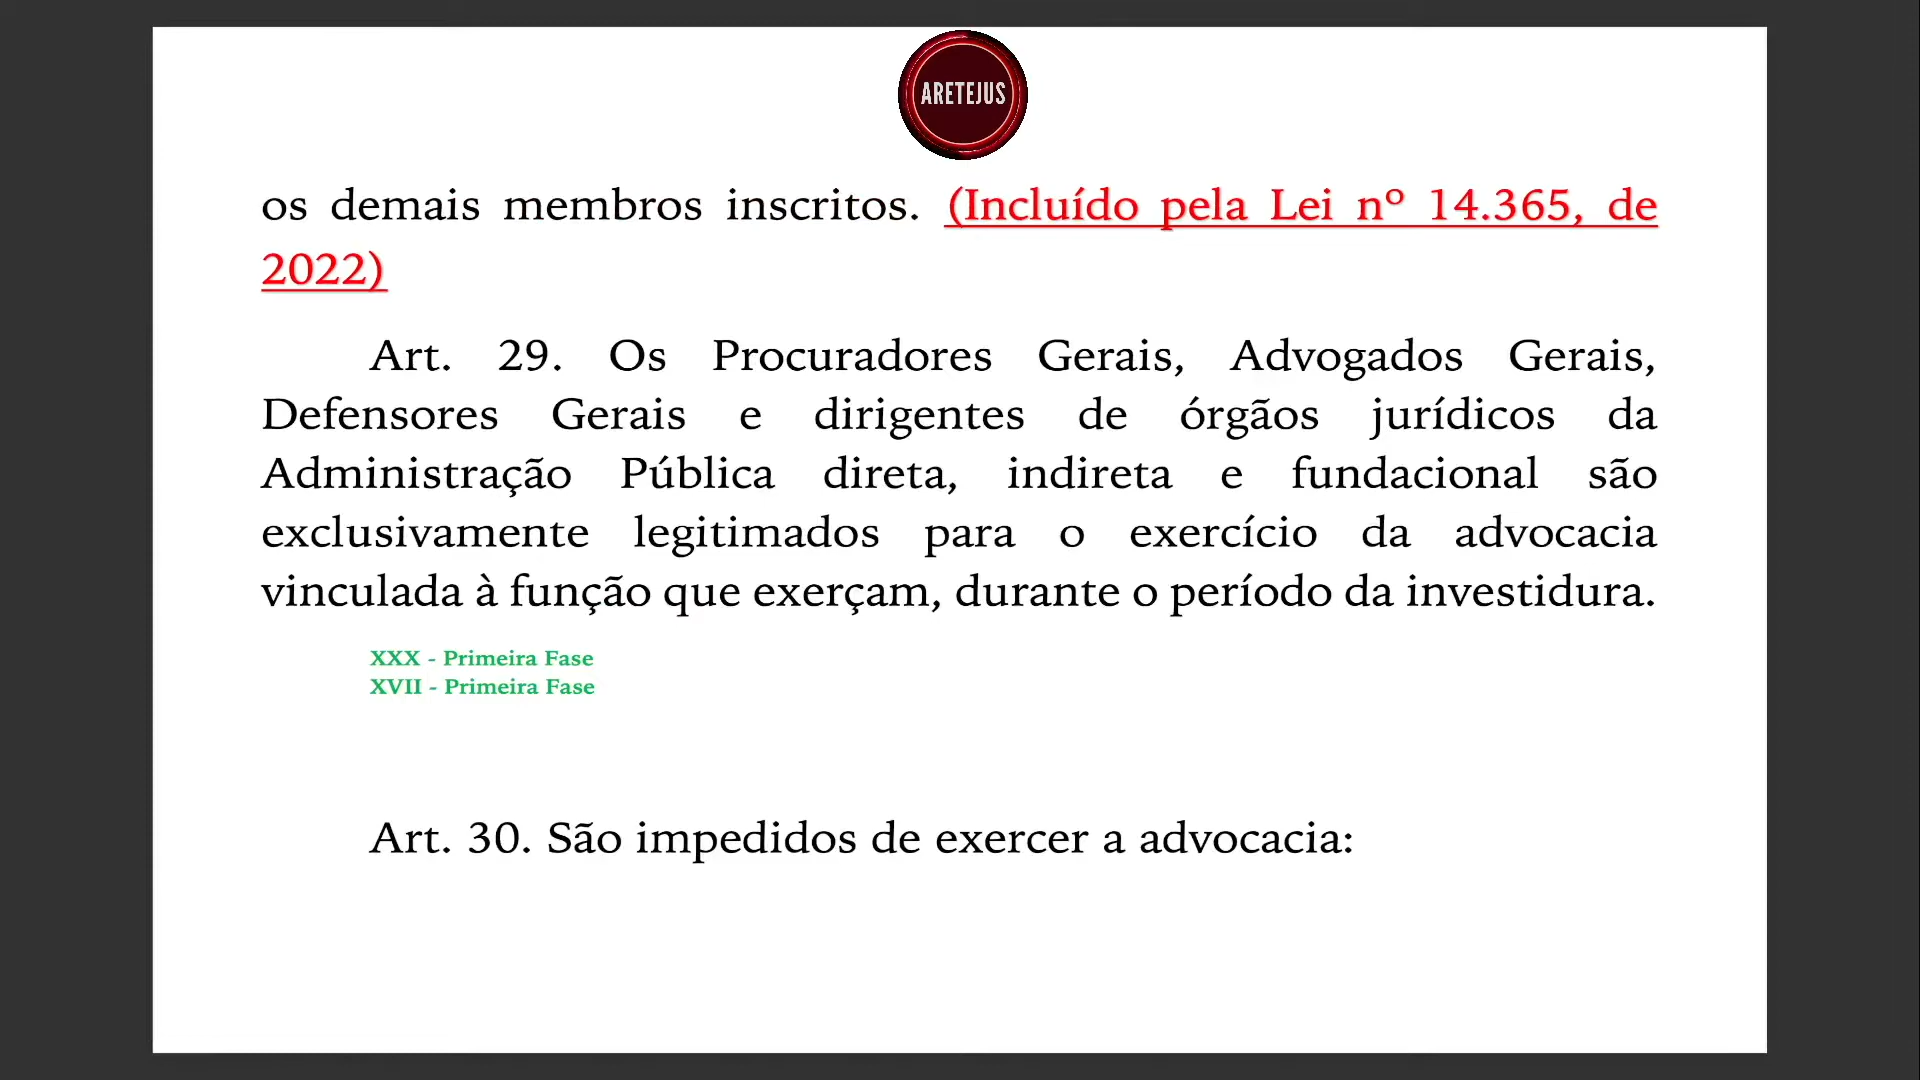 ARETEJUS
os demais membros inscritos. (Incluído pela Lei nº 14.365, de
2022)
Art. 29. Os Procuradores Gerais, Advogados Gerais,
Defensores Gerais e dirigentes de órgãos jurídicos da
Administração Pública direta, indireta e fundacional são
exclusivamente legitimados para o exercício da advocacia
vinculada à função que exerçam, durante o período da investidura.
XXX - Primeira Fase
XVII - Primeira Fase
Art. 30. São impedidos de exercer a advocacia: